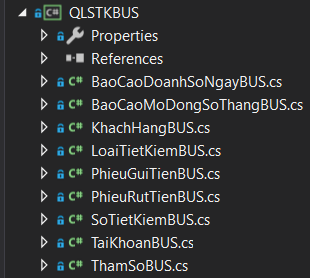 QLSTKBUS
Properties
References
BaoCaoDoanhSoNgayBUS.cs
BaoCaoMoDongSoThangBUS.cs
KhachHangBUS.cs
LoaiTietKiemBUS.cs
PhieuGuiTienBUS.cs
PhieuRutTienBUS.cs
SoTietKiemBUS.cs
TaiKhoanBUS.cs
ThamSoBUS.cs